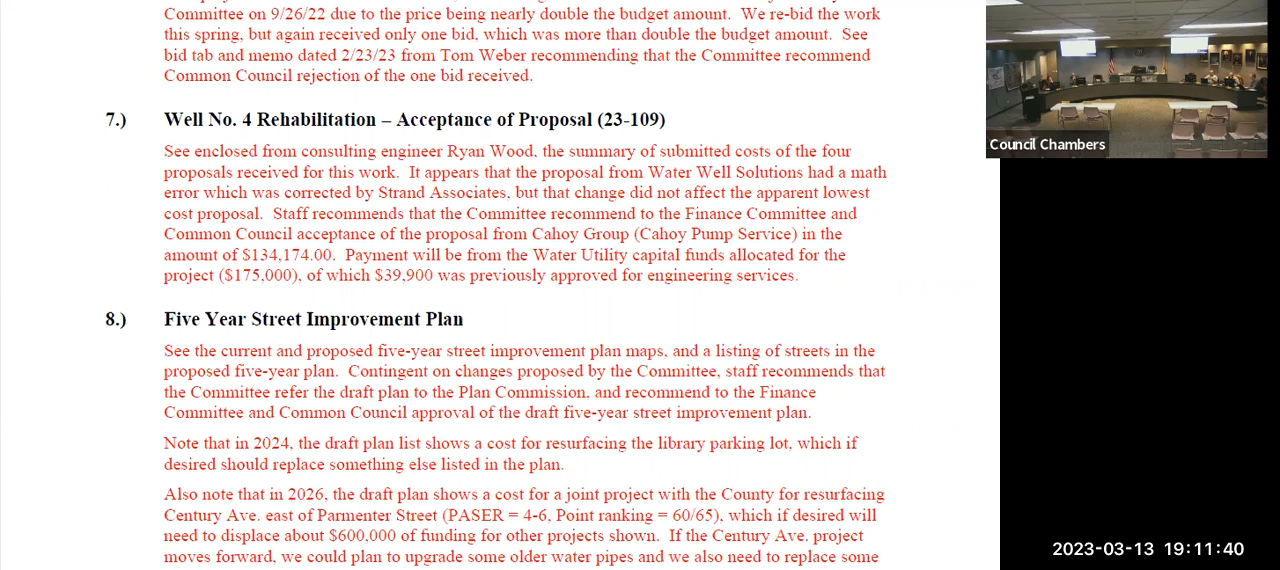 Committee on 9/26/22 due to the price being nearly double the budget amount. We re-bid the work
this spring, but again received only one bid, which was more than double the budget amount. See
bid tab and memo dated 2/23/23 from Tom Weber recommending that the Committee recommend
Common Council rejection of the one bid received.
7.) Well No. 4 Rehabilitation – Acceptance of Proposal (23-109)
See enclosed from consulting engineer Ryan Wood, the summary of submitted costs of the four
proposals received for this work. It appears that the proposal from Water Well Solutions had a math
error which was corrected by Strand Associates, but that change did not affect the apparent lowest
cost proposal. Staff recommends that the Committee recommend to the Finance Committee and
Common Council acceptance of the proposal from Cahoy Group (Cahoy Pump Service) in the
amount of $134,174.00. Payment will be from the Water Utility capital funds allocated for the
project ($175,000), of which $39,900 was previously approved for engineering services.
8.) Five Year Street Improvement Plan
See the current and proposed five-year street improvement plan maps, and a listing of streets in the
proposed five-year plan. Contingent on changes proposed by the Committee, staff recommends that
the Committee refer the draft plan to the Plan Commission, and recommend to the Finance
Committee and Common Council approval of the draft five-year street improvement plan.
Note that in 2024, the draft plan list shows a cost for resurfacing the library parking lot, which if
desired should replace something else listed in the plan.
Also note that in 2026, the draft plan shows a cost for a joint project with the County for resurfacing
Century Ave. east of Parmenter Street (PASER = 4-6, Point ranking = 60/65), which if desired will
need to displace about $600,000 of funding for other projects shown. If the Century Ave. project
moves forward, we could plan to upgrade some older water pipes and we also need to replace some
Council Chambers
2023-03-13 19:11:40